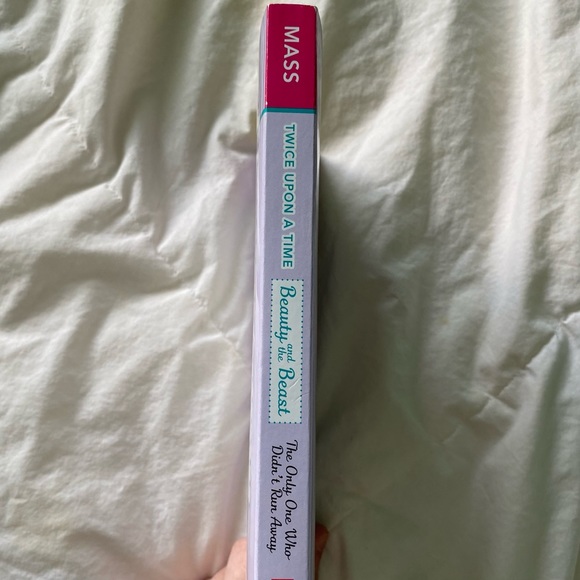 MASS
TWICE UPON A TIME
Beauty
and
the
Beast
The Only One Who
Didn't Run Away